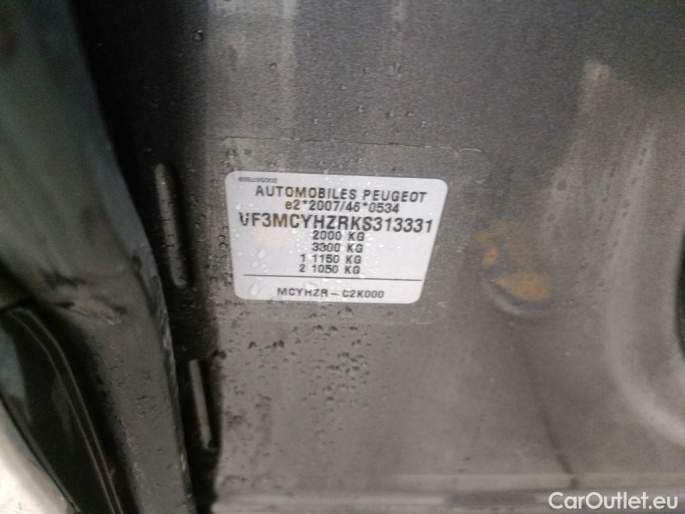 AUTOMOBILES PEUGEOT
e2*2007/46*0534
VF3MCYHZRKS313331
2000 KG
3300 KG
1 1150 KG
2 1050 KG
MCYHZR - C2K000
CarOutlet.eu